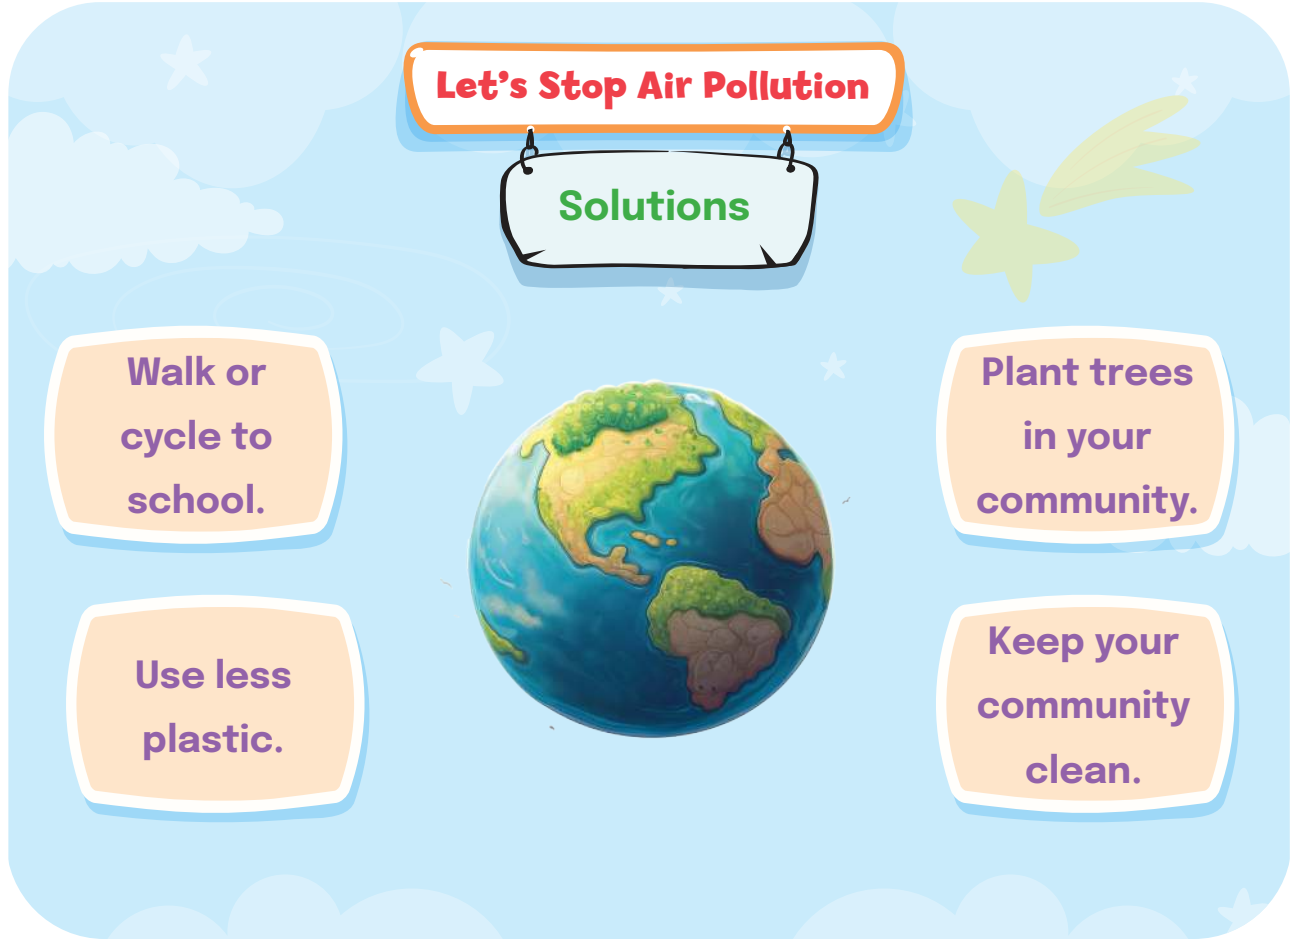 Let's Stop Air Pollution
Solutions
Walk or
cycle to
school.
Plant trees
in your
community.
Use less
plastic.
Keep your
community
clean.